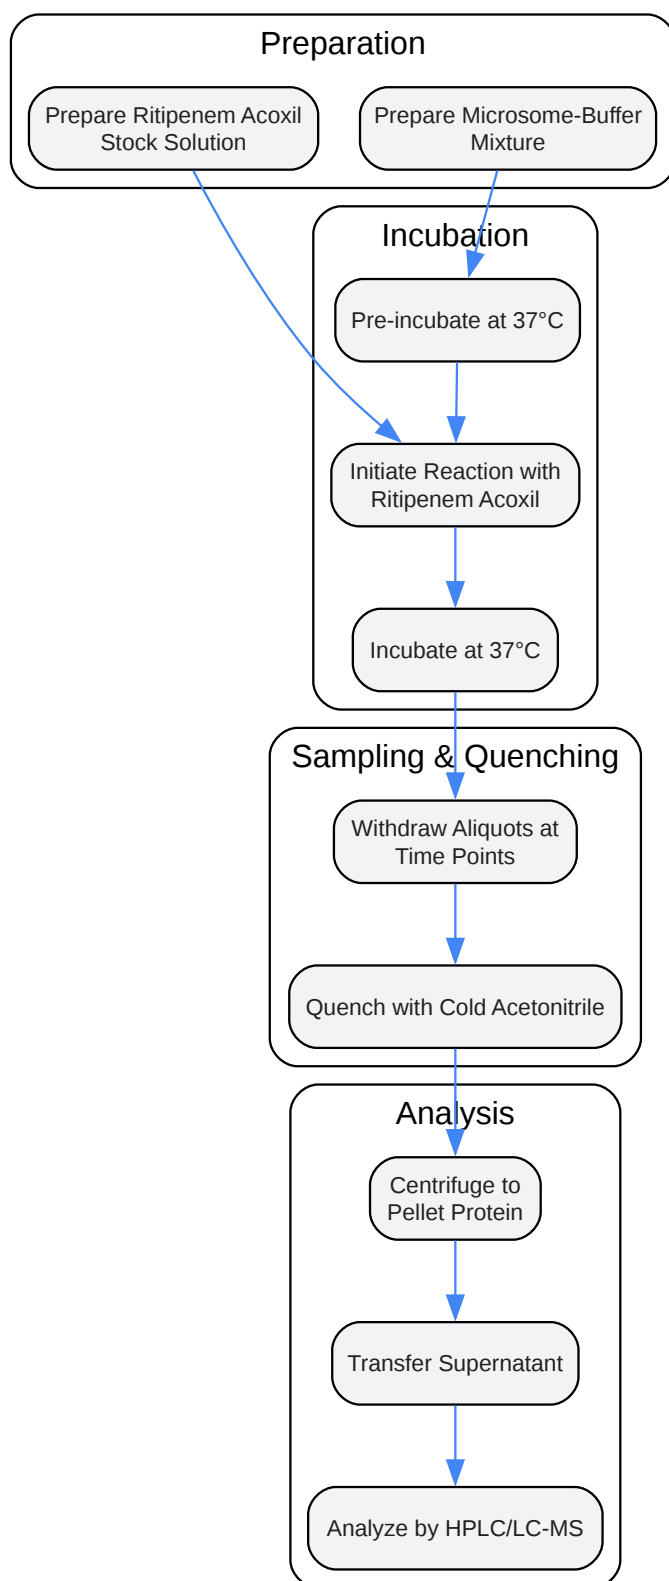 Preparation
Prepare Ritipenem Acoxil
Stock Solution
Prepare Microsome-Buffer
Mixture
Incubation
Pre-incubate at 37°C
Initiate Reaction with
Ritipenem Acoxil
Incubate at 37°C
Sampling & Quenching
Withdraw Aliquots at
Time Points
Quench with Cold Acetonitrile
Analysis
Centrifuge to
Pellet Protein
Transfer Supernatant
Analyze by HPLC/LC-MS